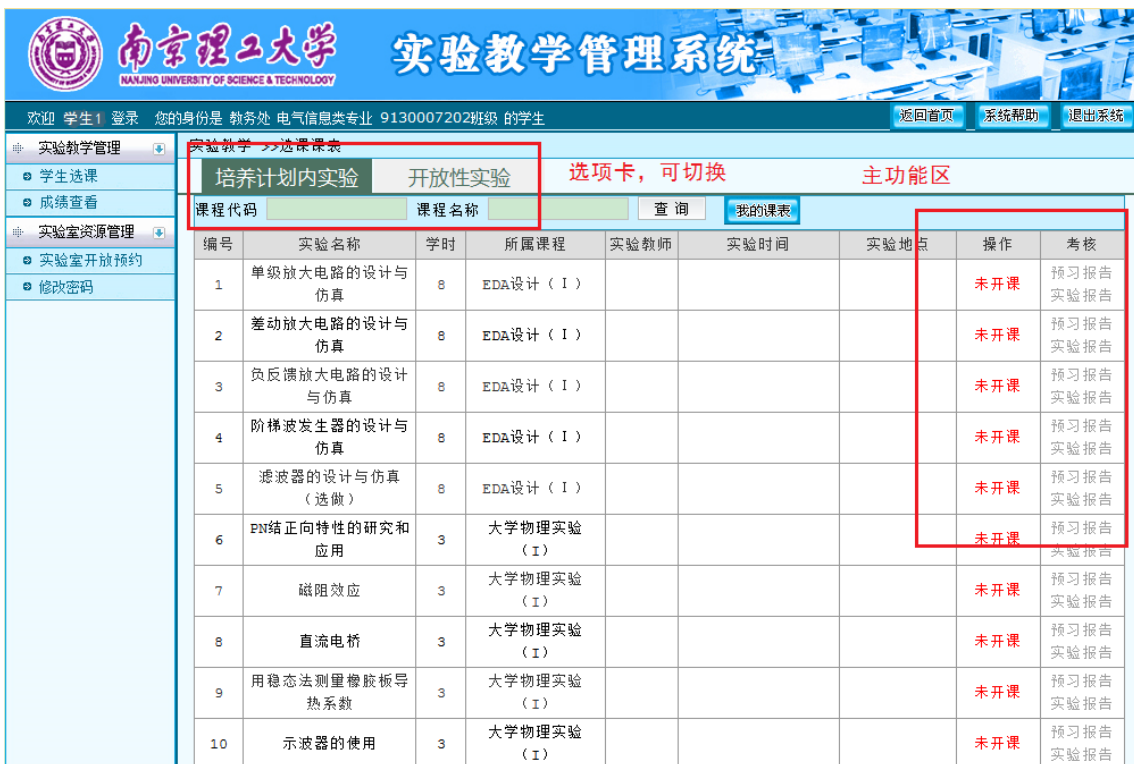 南京理工大学
NANJING UNIVERSITY OF SCIENCE & TECHNOLOGY
实验教学管理系统
欢迎 学生1 登录 您的身份是 教务处 电气信息类专业 9130007202班级 的学生
返回首页 系统帮助 退出系统
实验教学管理
学生选课
成绩查看
实验室资源管理
实验室开放预约
修改密码
实验教学 >>选课课表
培养计划内实验 开放性实验 选项卡，可切换 主功能区
课程代码 课程名称 查询 我的课表
编号 实验名称 学时 所属课程 实验教师 实验时间 实验地点 操作 考核
单级放大电路的设计与 预习报告
1 8 EDA设计（I） 未开课
仿真 实验报告
差动放大电路的设计与 预习报告
2 8 EDA设计（I） 未开课
仿真 实验报告
负反馈放大电路的设计 预习报告
3 8 EDA设计（I） 未开课
与仿真 实验报告
阶梯波发生器的设计与 预习报告
4 8 EDA设计（I） 未开课
仿真 实验报告
滤波器的设计与仿真 预习报告
5 8 EDA设计（I） 未开课
（选做） 实验报告
PN结正向特性的研究和 大学物理实验 预习报告
6 3 未开课
应用 （I） 实验报告
大学物理实验 预习报告
7 磁阻效应 3 未开课
（I） 实验报告
大学物理实验 预习报告
8 直流电桥 3 未开课
（I） 实验报告
用稳态法测量橡胶板导 大学物理实验 预习报告
9 3 未开课
热系数 （I） 实验报告
大学物理实验 预习报告
10 示波器的使用 3 未开课
（I） 实验报告